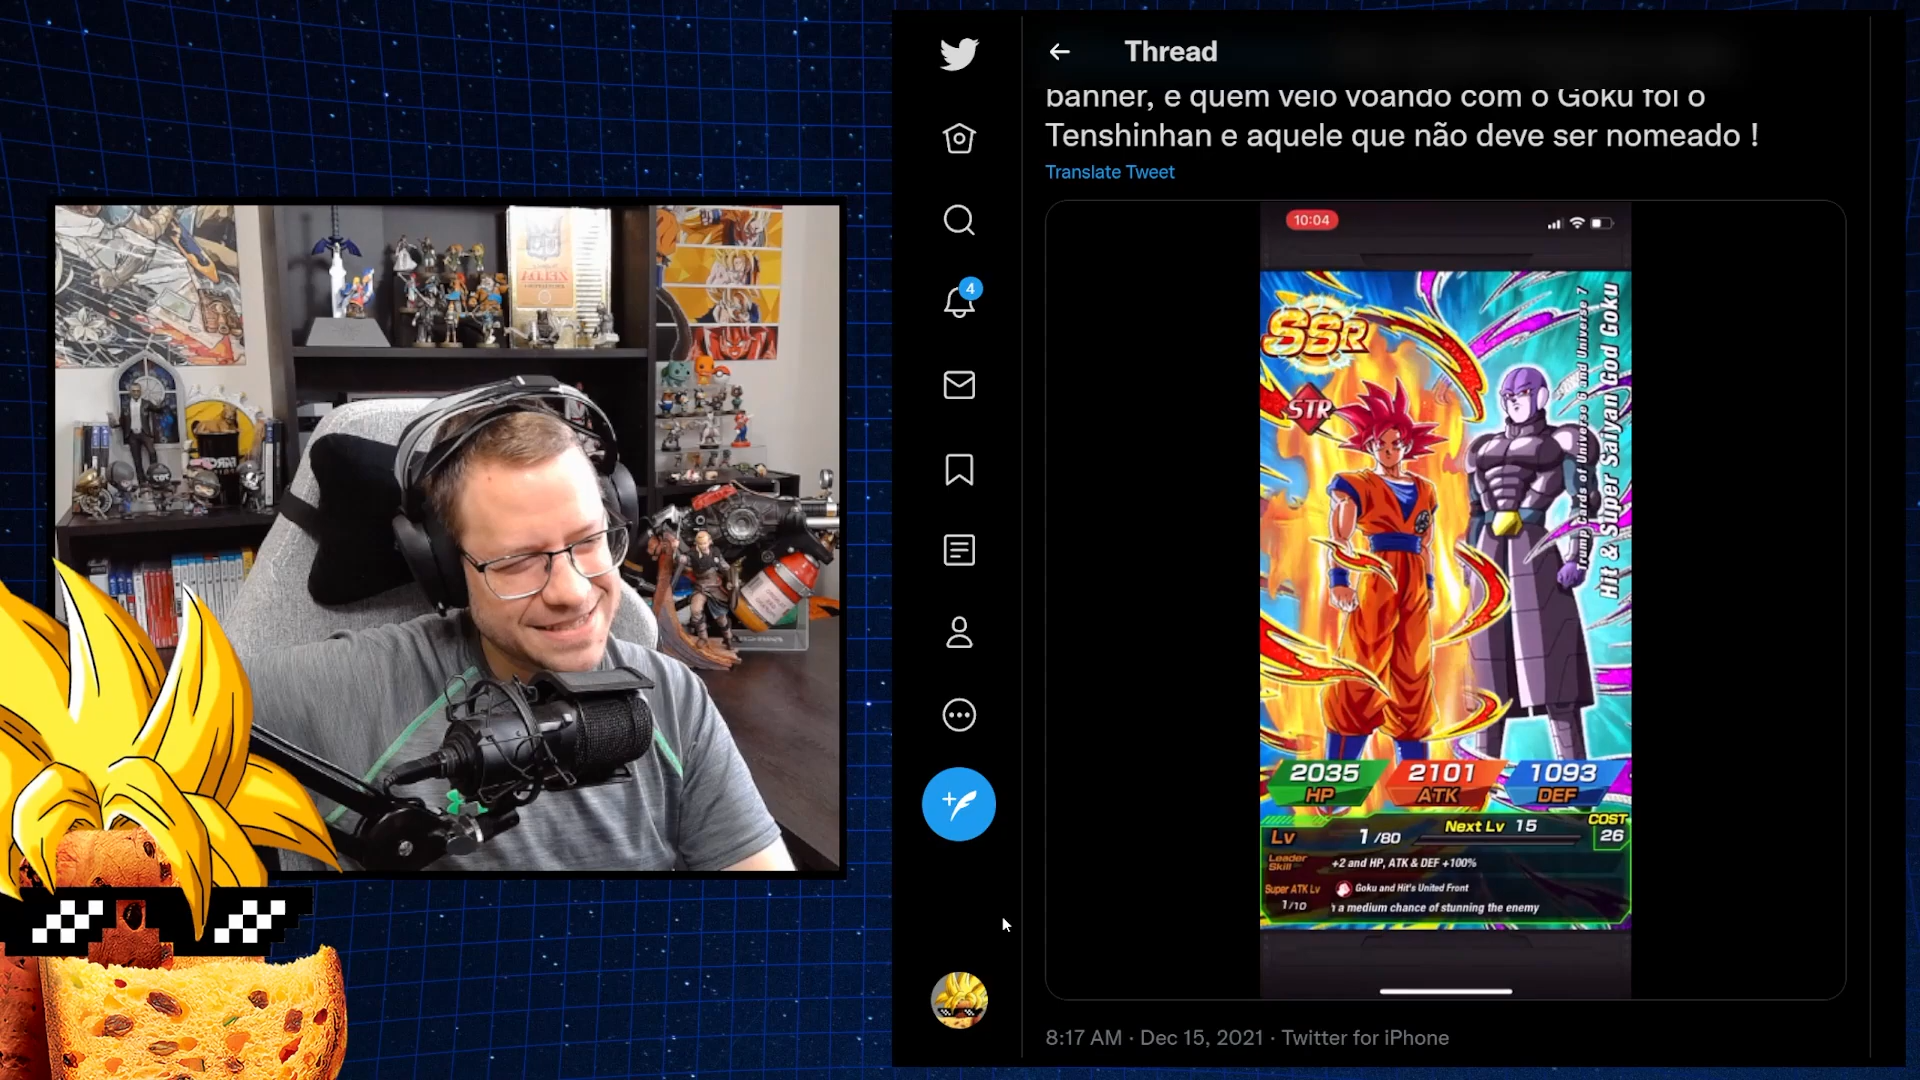 Thread
banner, e quem veio voando com o Goku foi o
Tenshinhan e aquele que não deve ser nomeado !
Translate Tweet
4
10:04
SSR
STR
Trump Cards of Universe 6 and Universe 7
Hit & Super Saiyan God Goku
2035
HP
2101
ATK
1093
DEF
Lv 1/80 Next Lv 15
COST
26
Leader
Skill
+2 and HP, ATK & DEF +100%
Super ATK Lv
1/10
Goku and Hit's United Front
a medium chance of stunning the enemy
8:17 AM · Dec 15, 2021 · Twitter for iPhone